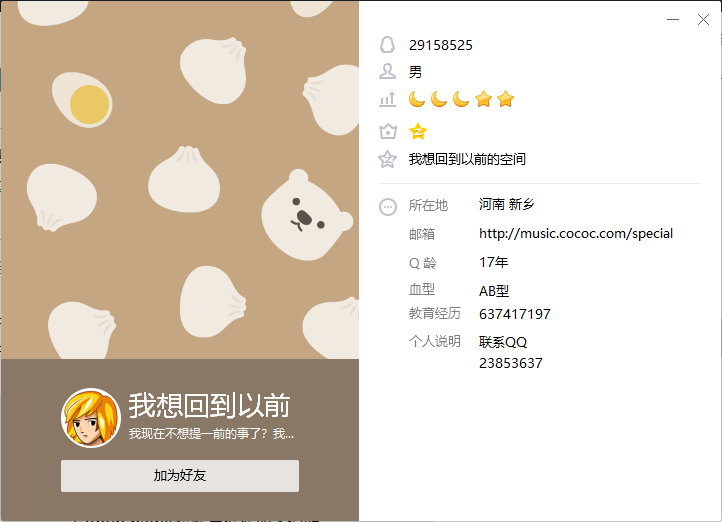 29158525
男
我想回到以前的空间
所在地 河南 新乡
邮箱 http://music.cococ.com/special
Q 龄 17年
血型 AB型
教育经历 637417197
个人说明 联系QQ
23853637
我想回到以前
我现在不想提一前的事了？我...
加为好友